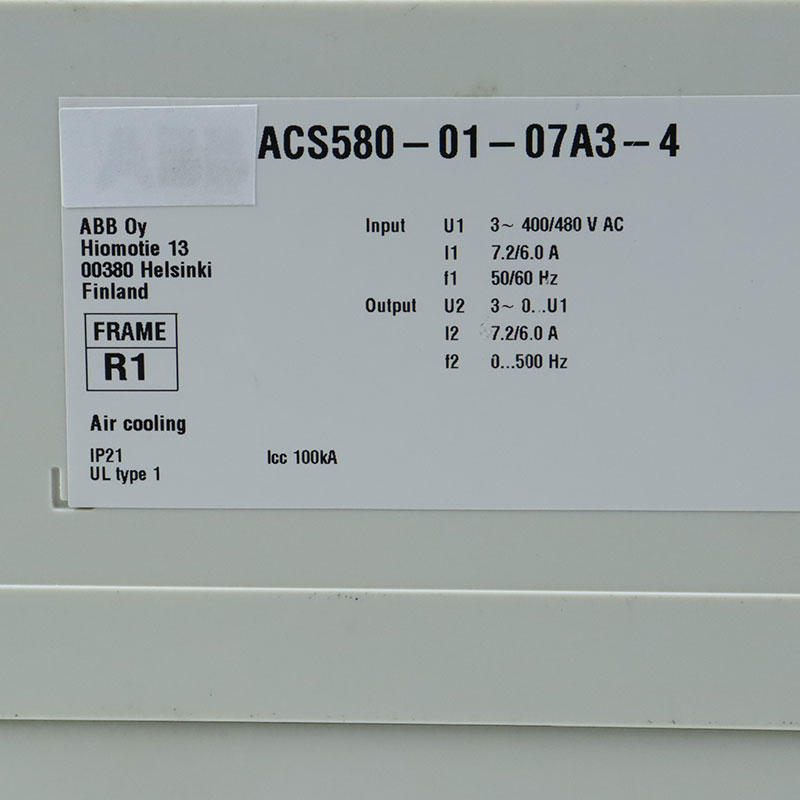 ACS580-01-07A3-4
ABB Oy
Hiomotie 13
00380 Helsinki
Finland
FRAME
R1
Air cooling
IP21
UL type 1
Icc 100kA
Input U1 3~ 400/480 V AC
I1 7.2/6.0 A
f1 50/60 Hz
Output U2 3~ 0...U1
I2 7.2/6.0 A
f2 0...500 Hz